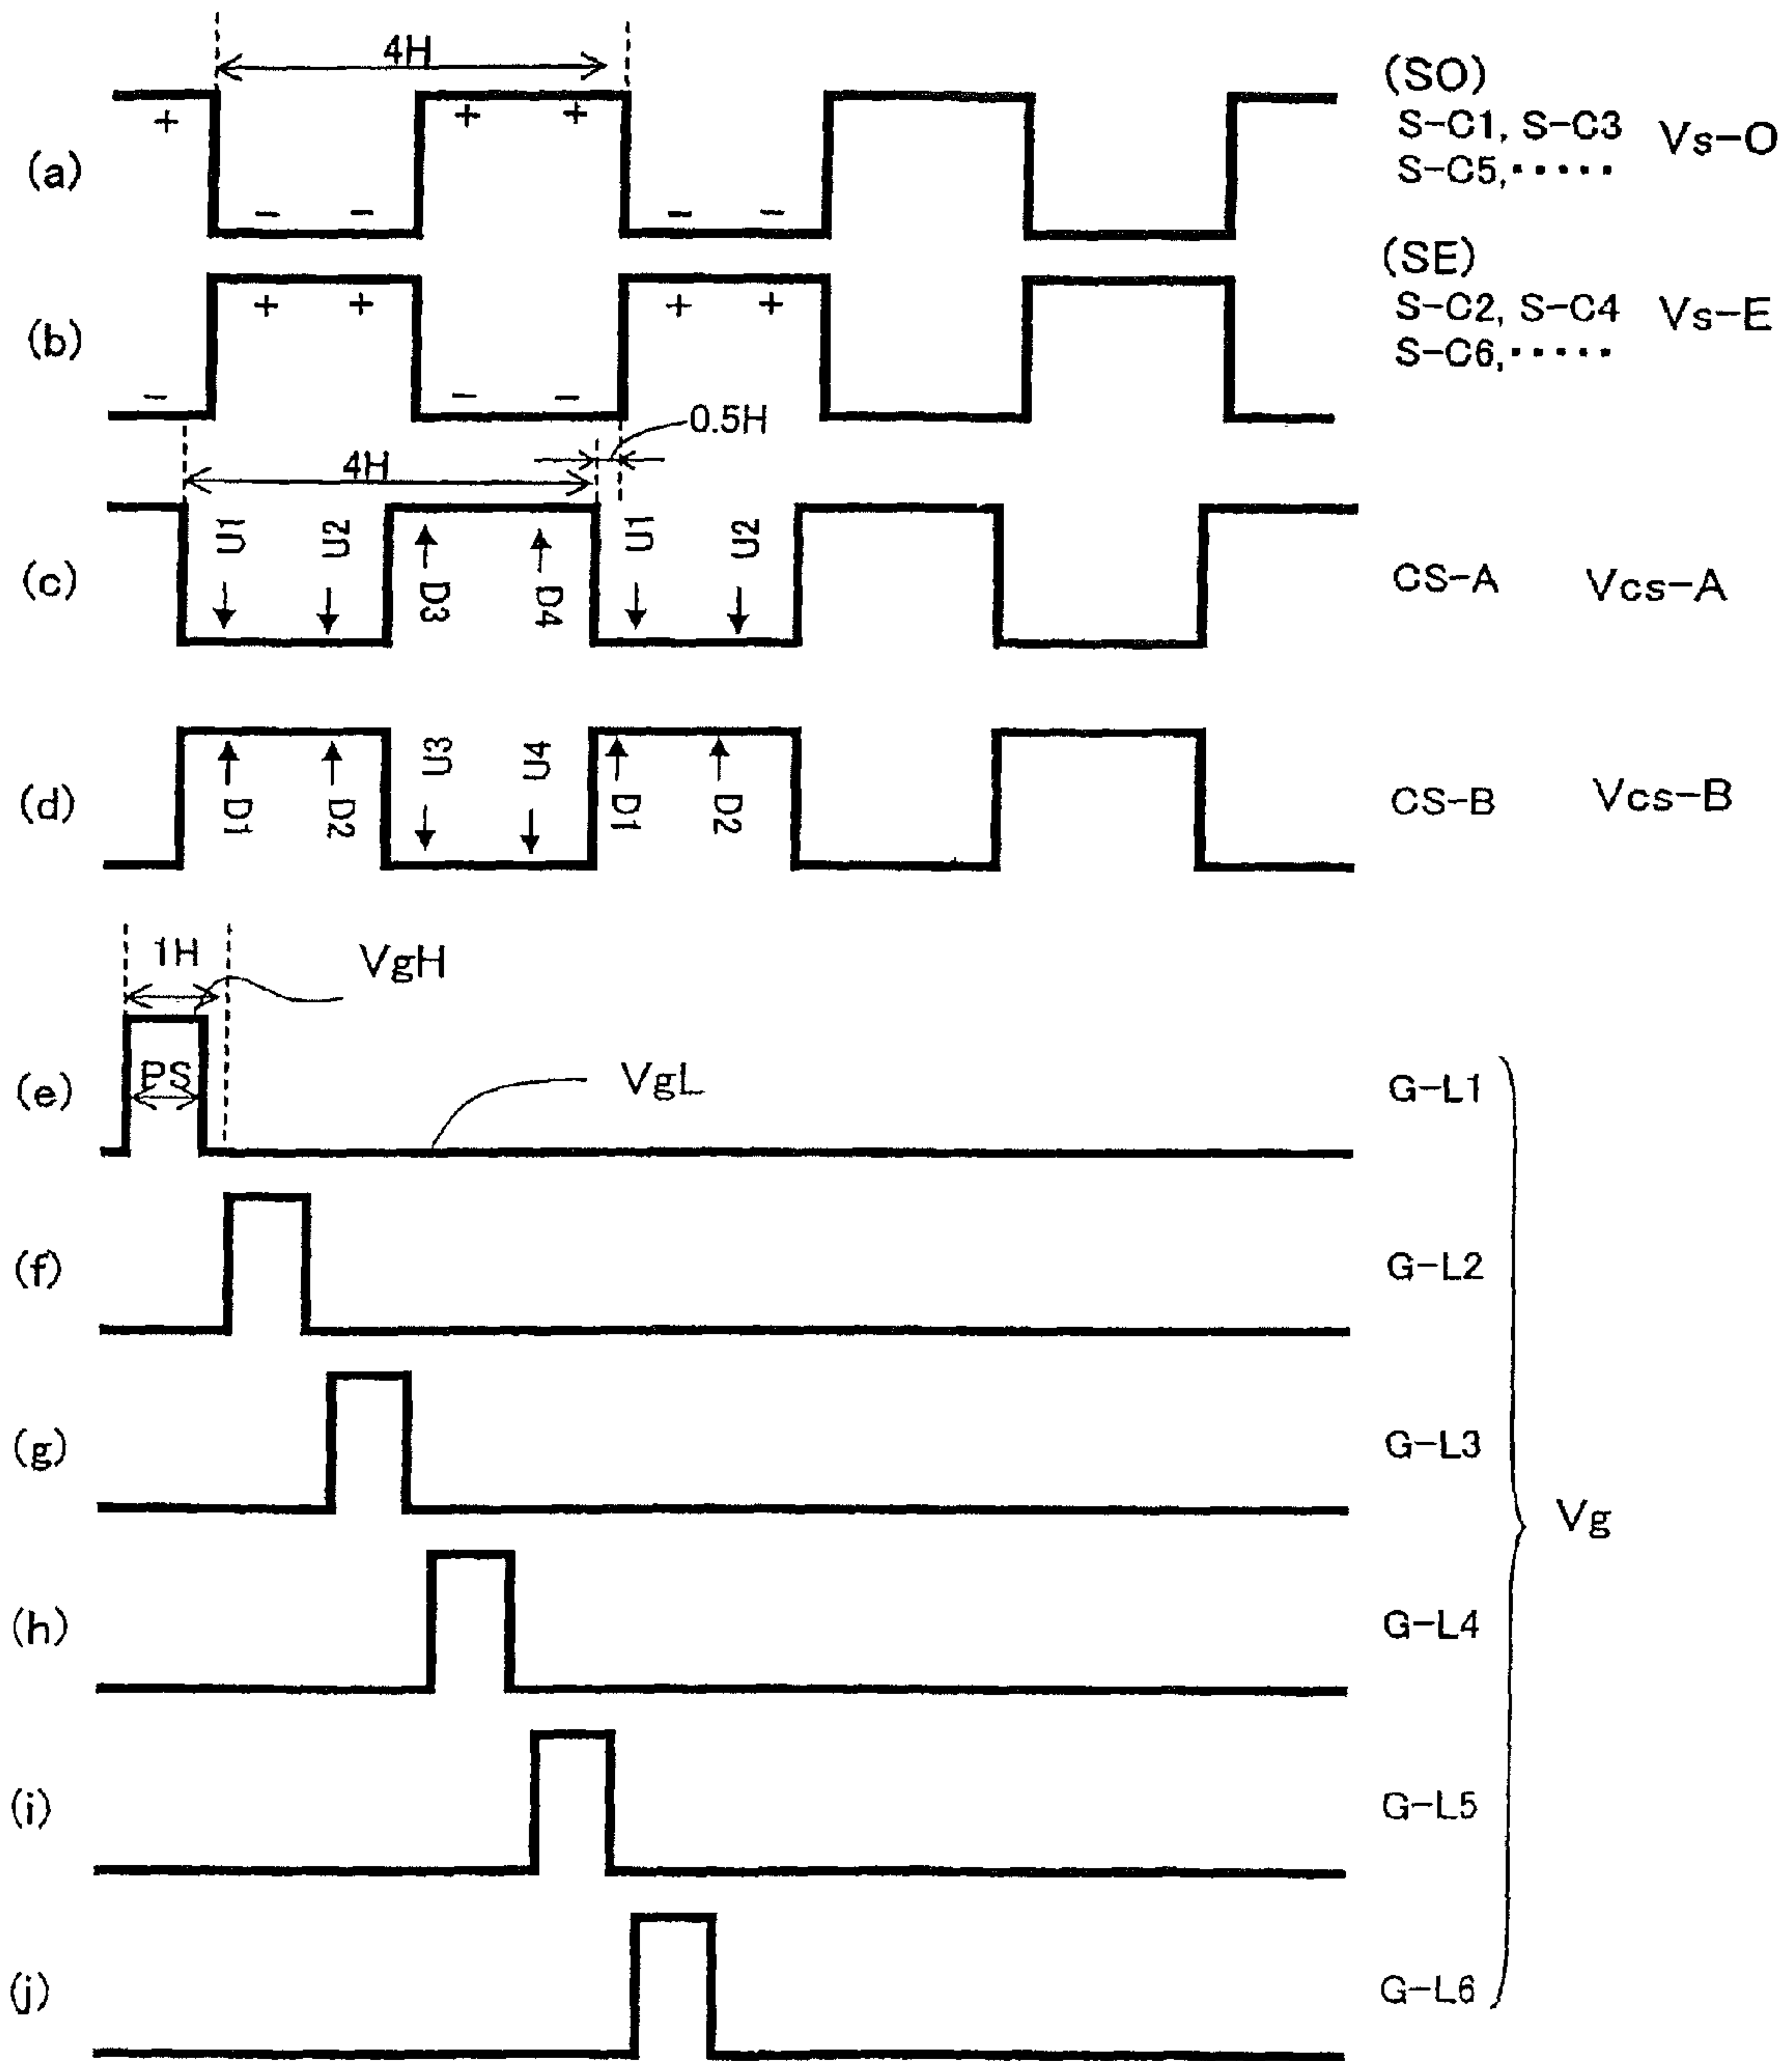 4H
(a)
+
+
+
−
−
−
−
(SO)
S-C1, S-C3
S-C5,·····
Vs-O
(b)
+
+
+
+
−
−
−
(SE)
S-C2, S-C4
S-C6,·····
Vs-E
0.5H
4H
(c)
U1
U2
D3
D4
U1
U2
CS-A
Vcs-A
(d)
D1
D2
U3
U4
D1
D2
CS-B
Vcs-B
1H
VgH
(e)
PS
VgL
G-L1
(f)
G-L2
(g)
G-L3
Vg
(h)
G-L4
(i)
G-L5
(j)
G-L6